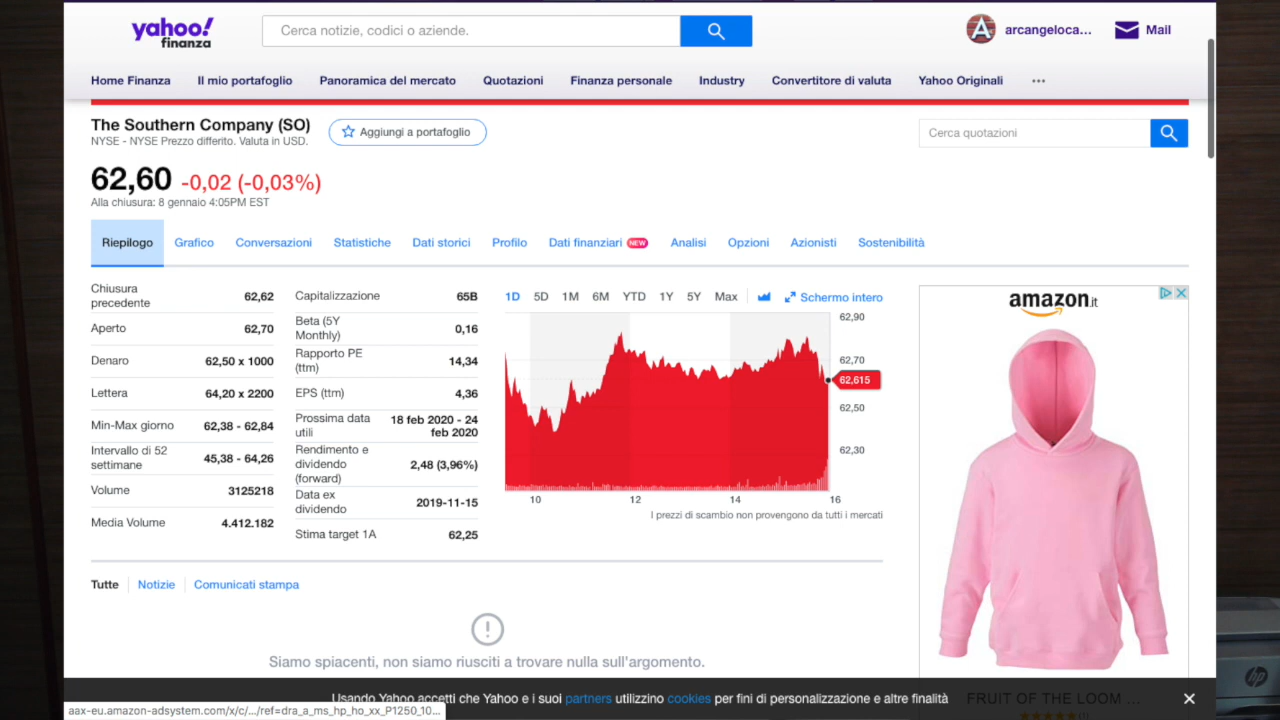 yahoo!
finanza
Cerca notizie, codici o aziende.
A
arcangeloca...
Mail
Home Finanza
Il mio portafoglio
Panoramica del mercato
Quotazioni
Finanza personale
Industry
Convertitore di valuta
Yahoo Originali
...
The Southern Company (SO)
NYSE - NYSE Prezzo differito. Valuta in USD.
Aggiungi a portafoglio
Cerca quotazioni
62,60 -0,02 (-0,03%)
Alla chiusura: 8 gennaio 4:05PM EST
Riepilogo
Grafico
Conversazioni
Statistiche
Dati storici
Profilo
Dati finanziari NEW
Analisi
Opzioni
Azionisti
Sostenibilità
Chiusura
precedente
62,62
Aperto
62,70
Denaro
62,50 x 1000
Lettera
64,20 x 2200
Min-Max giorno
62,38 - 62,84
Intervallo di 52
settimane
45,38 - 64,26
Volume
3125218
Media Volume
4.412.182
Capitalizzazione
65B
Beta (5Y
Monthly)
0,16
Rapporto PE
(ttm)
14,34
EPS (ttm)
4,36
Prossima data
utili
18 feb 2020 - 24
feb 2020
Rendimento e
dividendo
(forward)
2,48 (3,96%)
Data ex
dividendo
2019-11-15
Stima target 1A
62,25
1D 5D 1M 6M YTD 1Y 5Y Max
Schermo intero
62,90
62,70
62,615
62,50
62,30
10 12 14 16
I prezzi di scambio non provengono da tutti i mercati
amazon.it
FRUIT OF THE LOOM ...
Tutte
Notizie
Comunicati stampa
!
Siamo spiacenti, non siamo riusciti a trovare nulla sull'argomento.
Usando Yahoo accetti che Yahoo e i suoi partners utilizzino cookies per fini di personalizzazione e altre finalità
aax-eu.amazon-adsystem.com/x/c/.../ref=dra_a_ms_hp_ho_xx_P1250_10...
hp